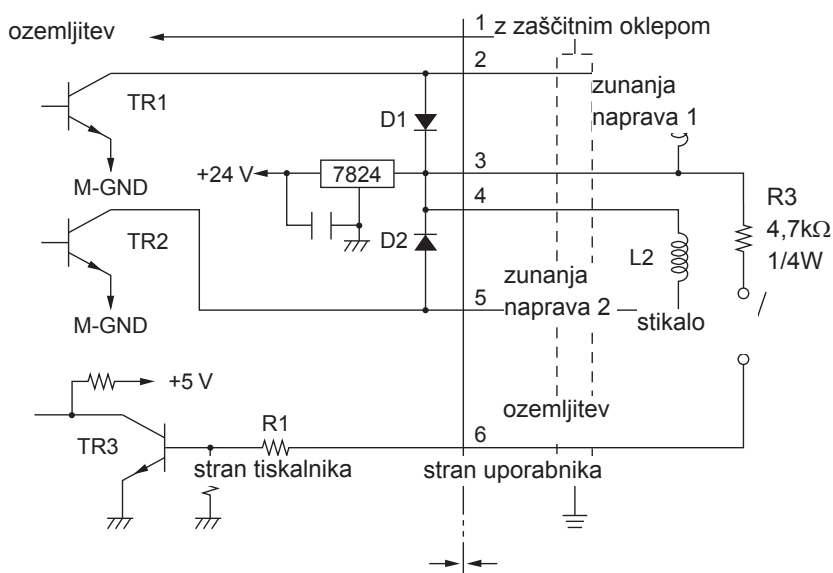 ozemljitev
1 z zaščitnim oklepom
2
TR1
D1
zunanja
naprava 1
M-GND
+24 V
7824
3
4
R3
4,7kΩ
1/4W
TR2
D2
L2
zunanja
naprava 2
M-GND
5
stikalo
+5 V
ozemljitev
TR3
R1
6
stran tiskalnika
stran uporabnika